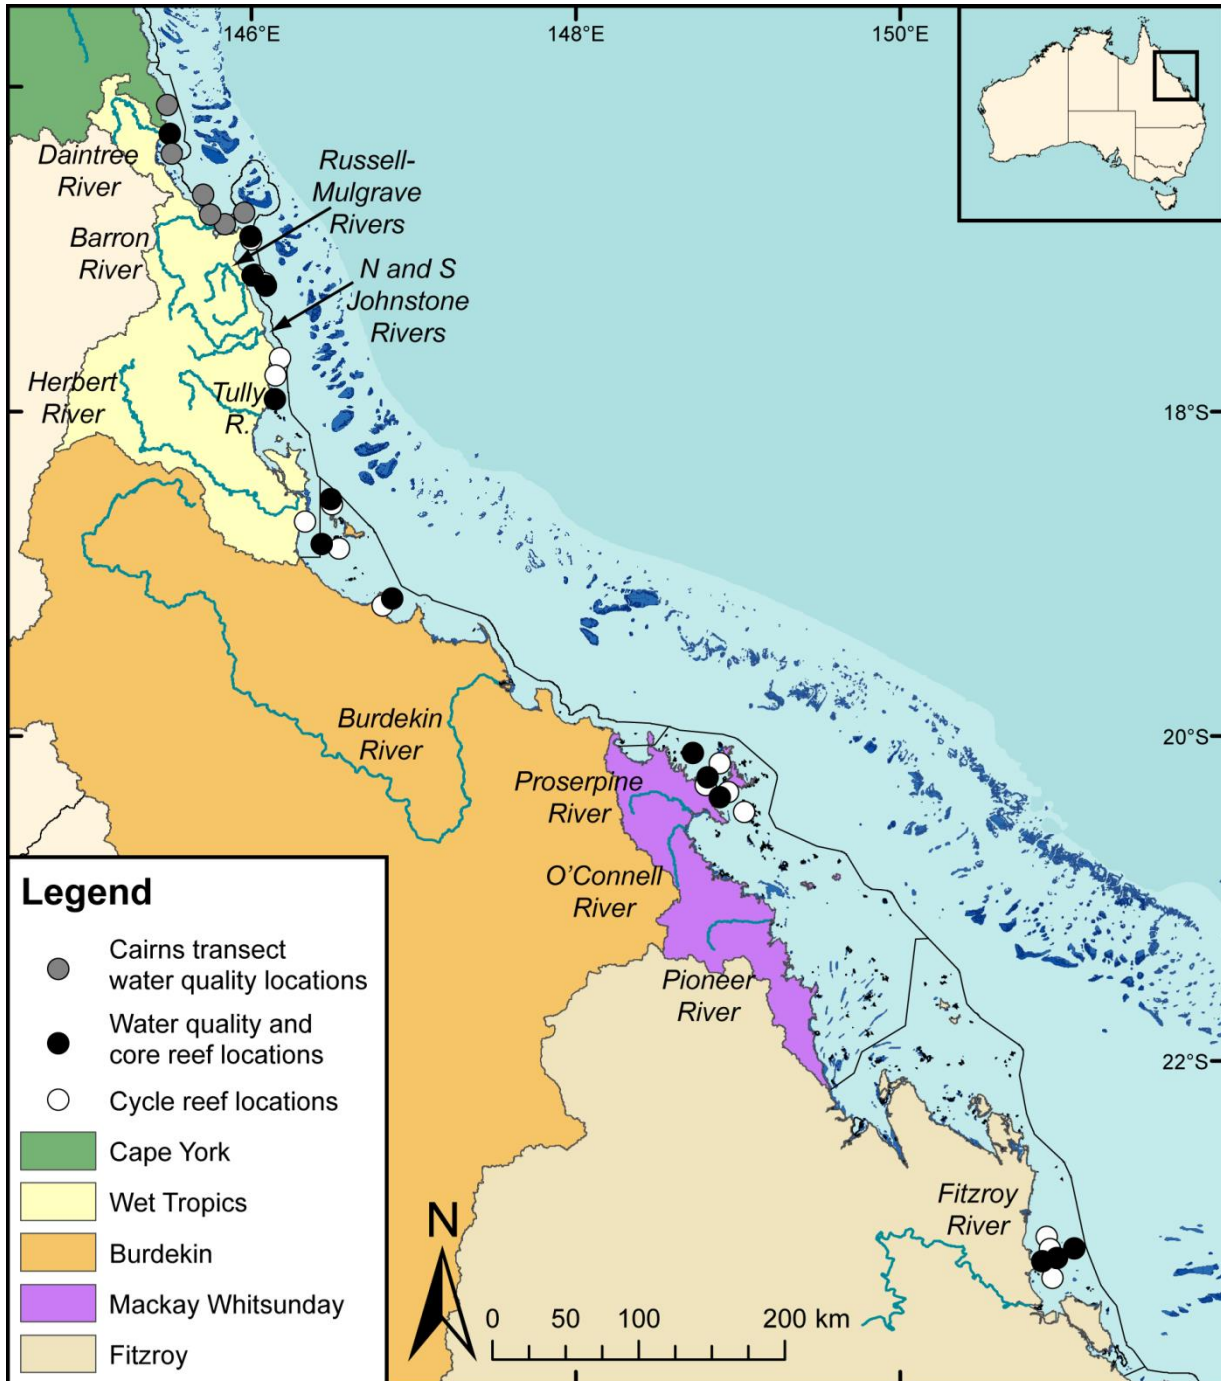 146°E
148°E
150°E
Daintree
River
Russell-
Mulgrave
Rivers
Barron
River
N and S
Johnstone
Rivers
Herbert
River
Tully
R.
18°S
Burdekin
River
20°S
Proserpine
River
O'Connell
River
Pioneer
River
22°S
Fitzroy
River
Legend
Cairns transect
water quality locations
Water quality and
core reef locations
Cycle reef locations
Cape York
Wet Tropics
Burdekin
Mackay Whitsunday
Fitzroy
N
0 50 100 200 km